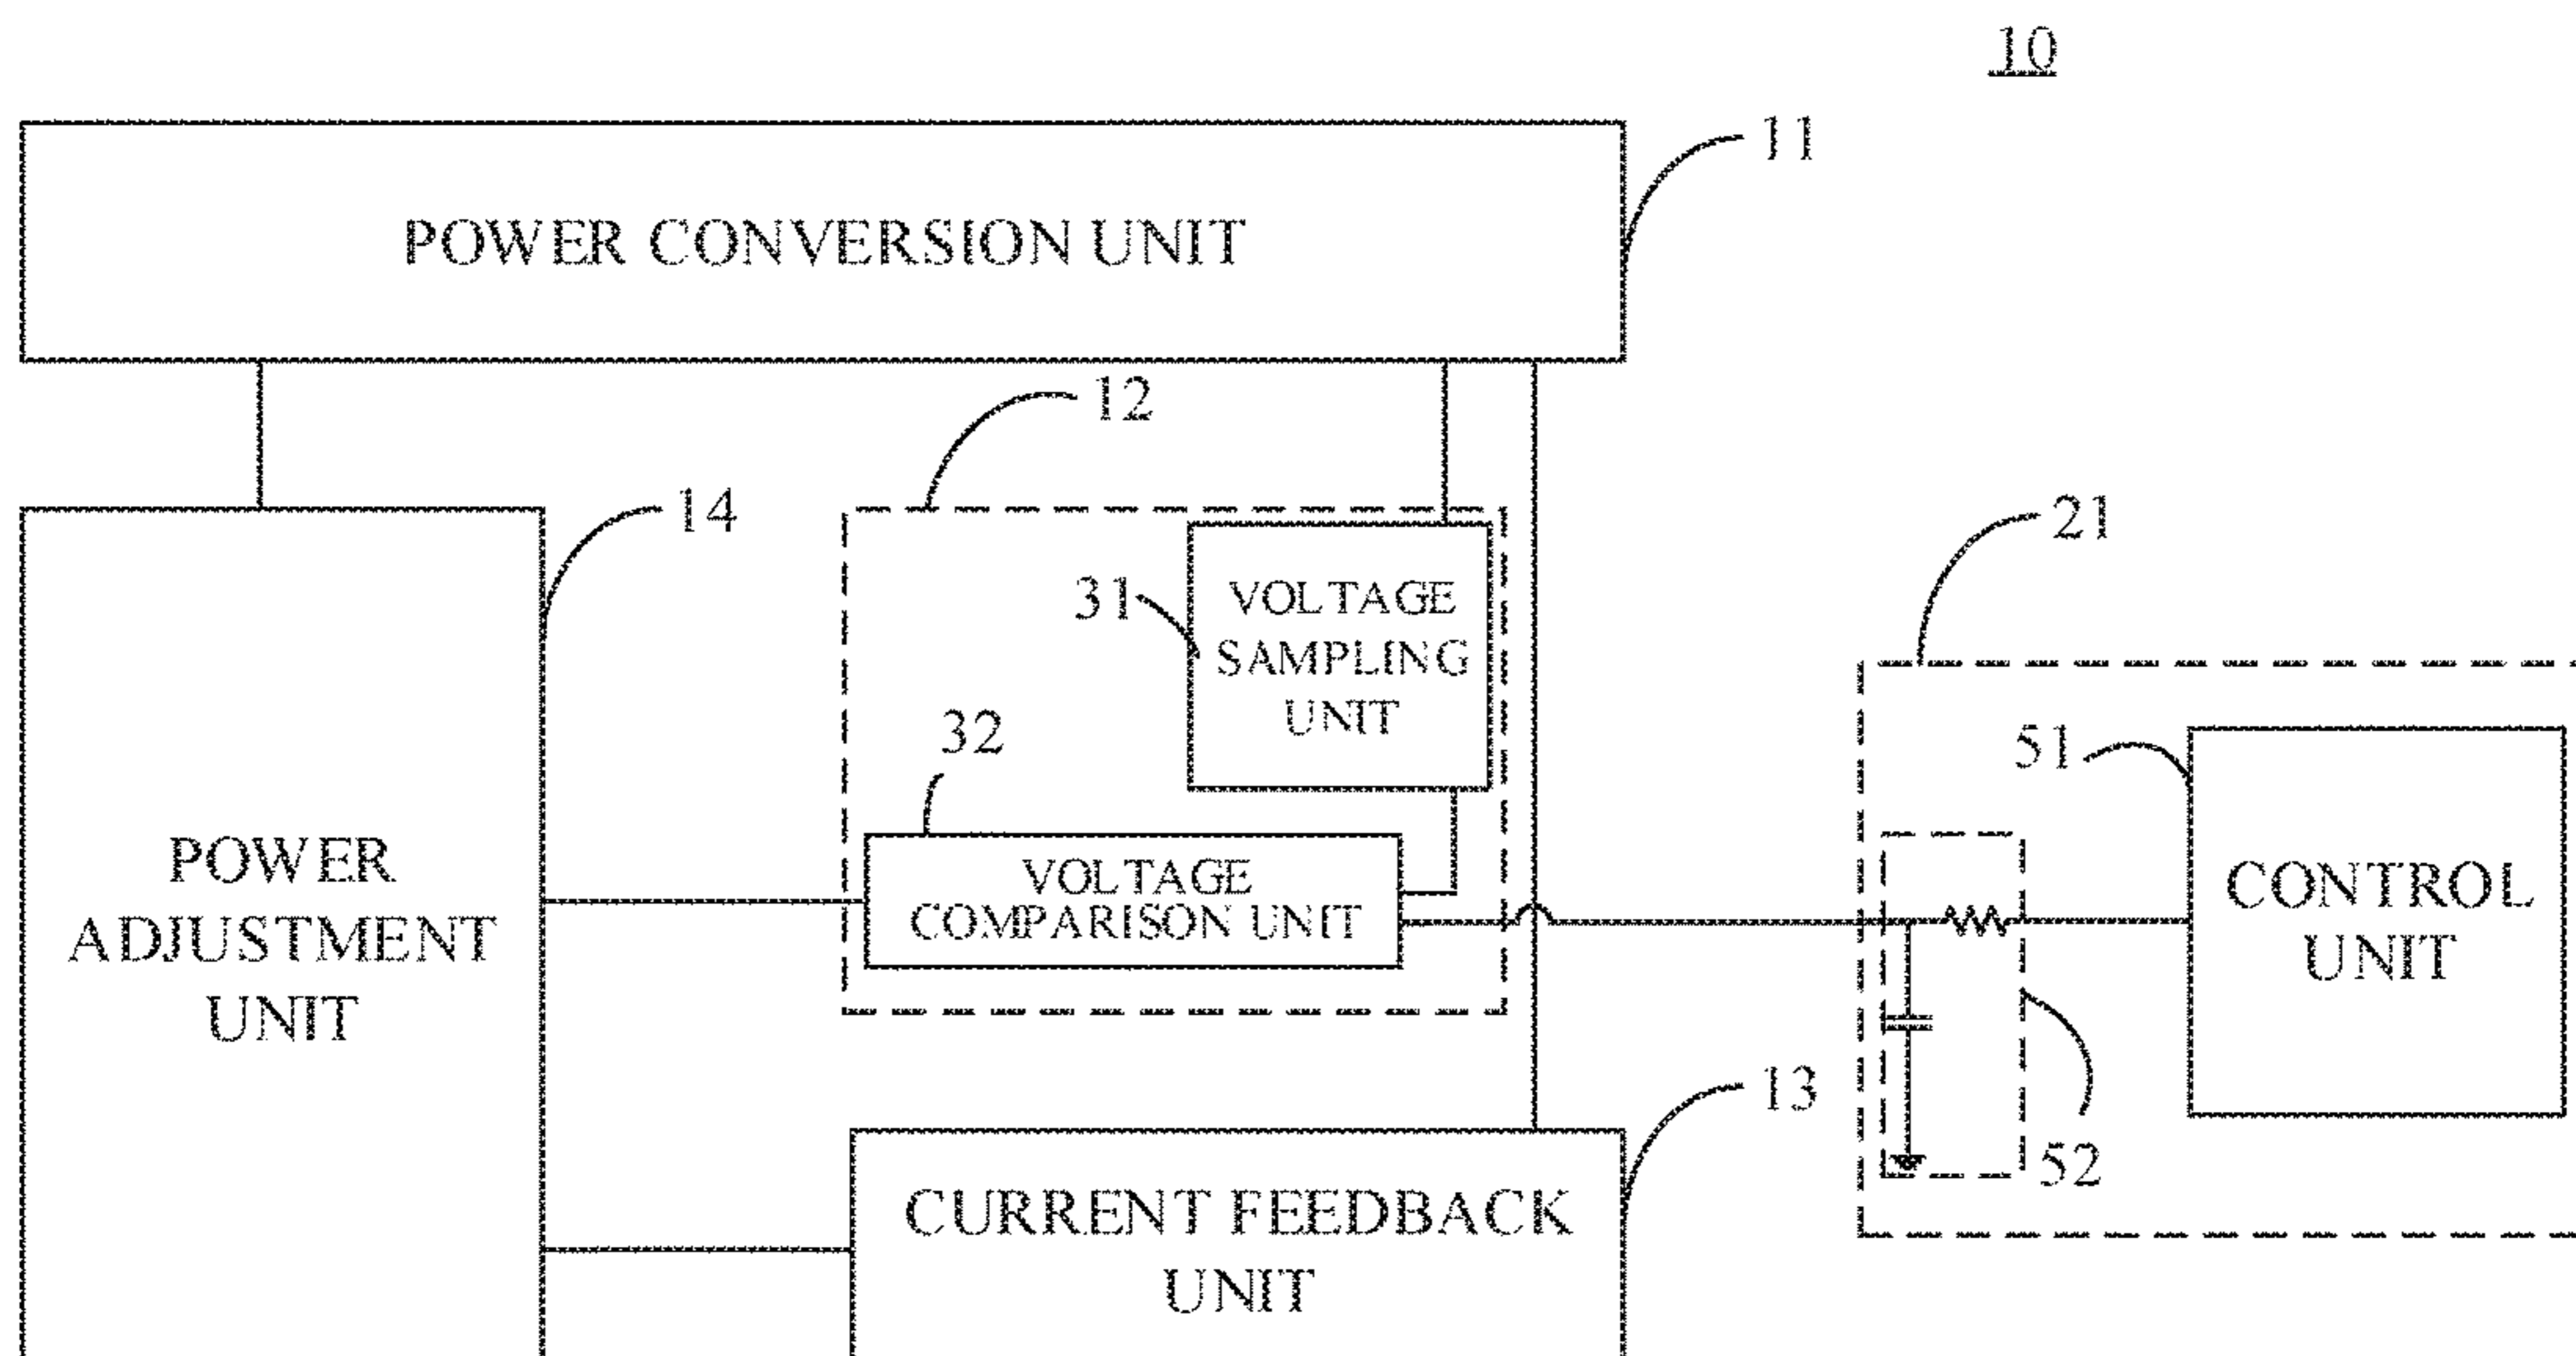 10
11
POWER CONVERSION UNIT
12
14
21
31
VOLTAGE
SAMPLING
UNIT
32
51
POWER
ADJUSTMENT
UNIT
VOLTAGE
COMPARISON UNIT
CONTROL
UNIT
13
52
CURRENT FEEDBACK
UNIT